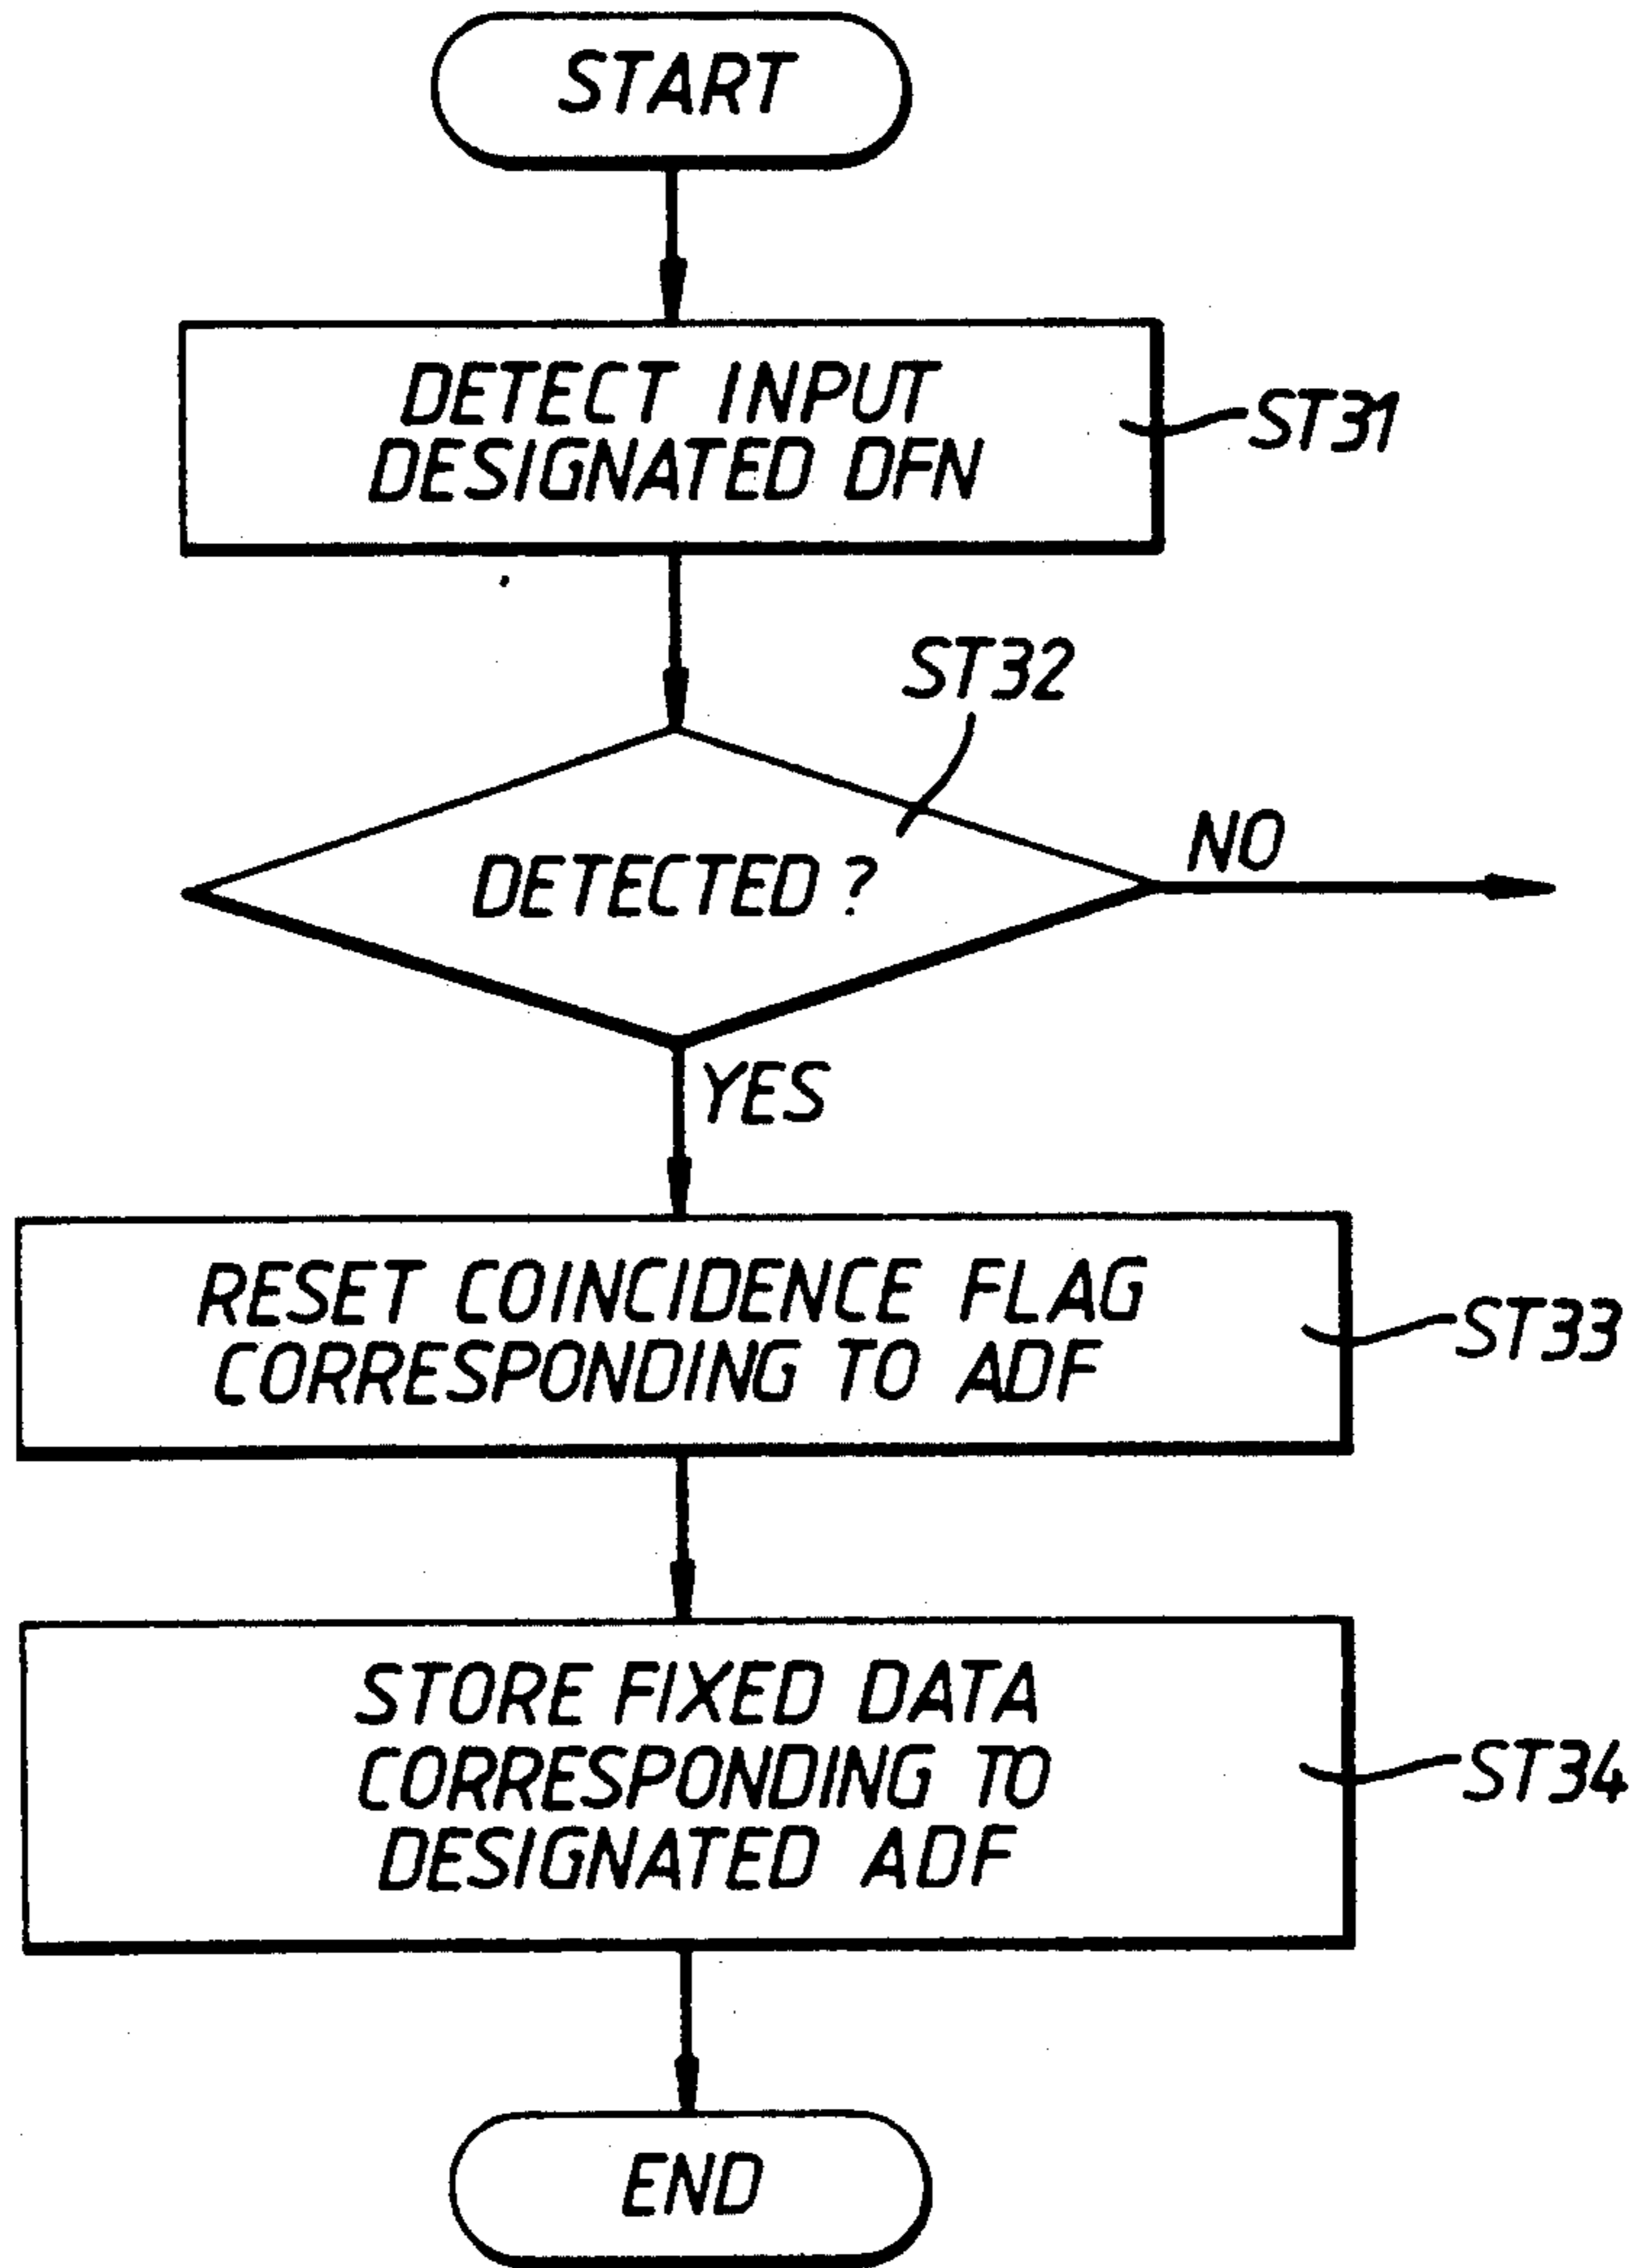 START
DETECT INPUT
DESIGNATED DFN
ST31
ST32
DETECTED ?
NO
YES
RESET COINCIDENCE FLAG
CORRESPONDING TO ADF
ST33
STORE FIXED DATA
CORRESPONDING TO
DESIGNATED ADF
ST34
END